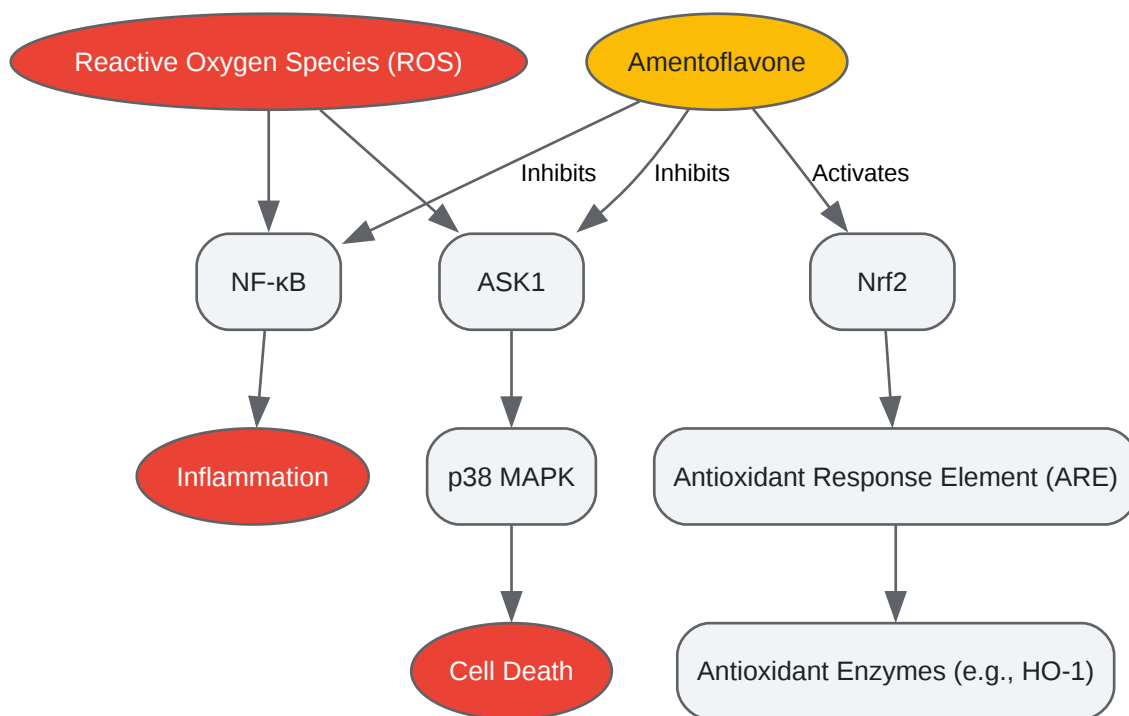 Reactive Oxygen Species (ROS)
Amentoflavone
Inhibits
Inhibits
Activates
NF-κB
ASK1
Nrf2
Inflammation
p38 MAPK
Antioxidant Response Element (ARE)
Cell Death
Antioxidant Enzymes (e.g., HO-1)